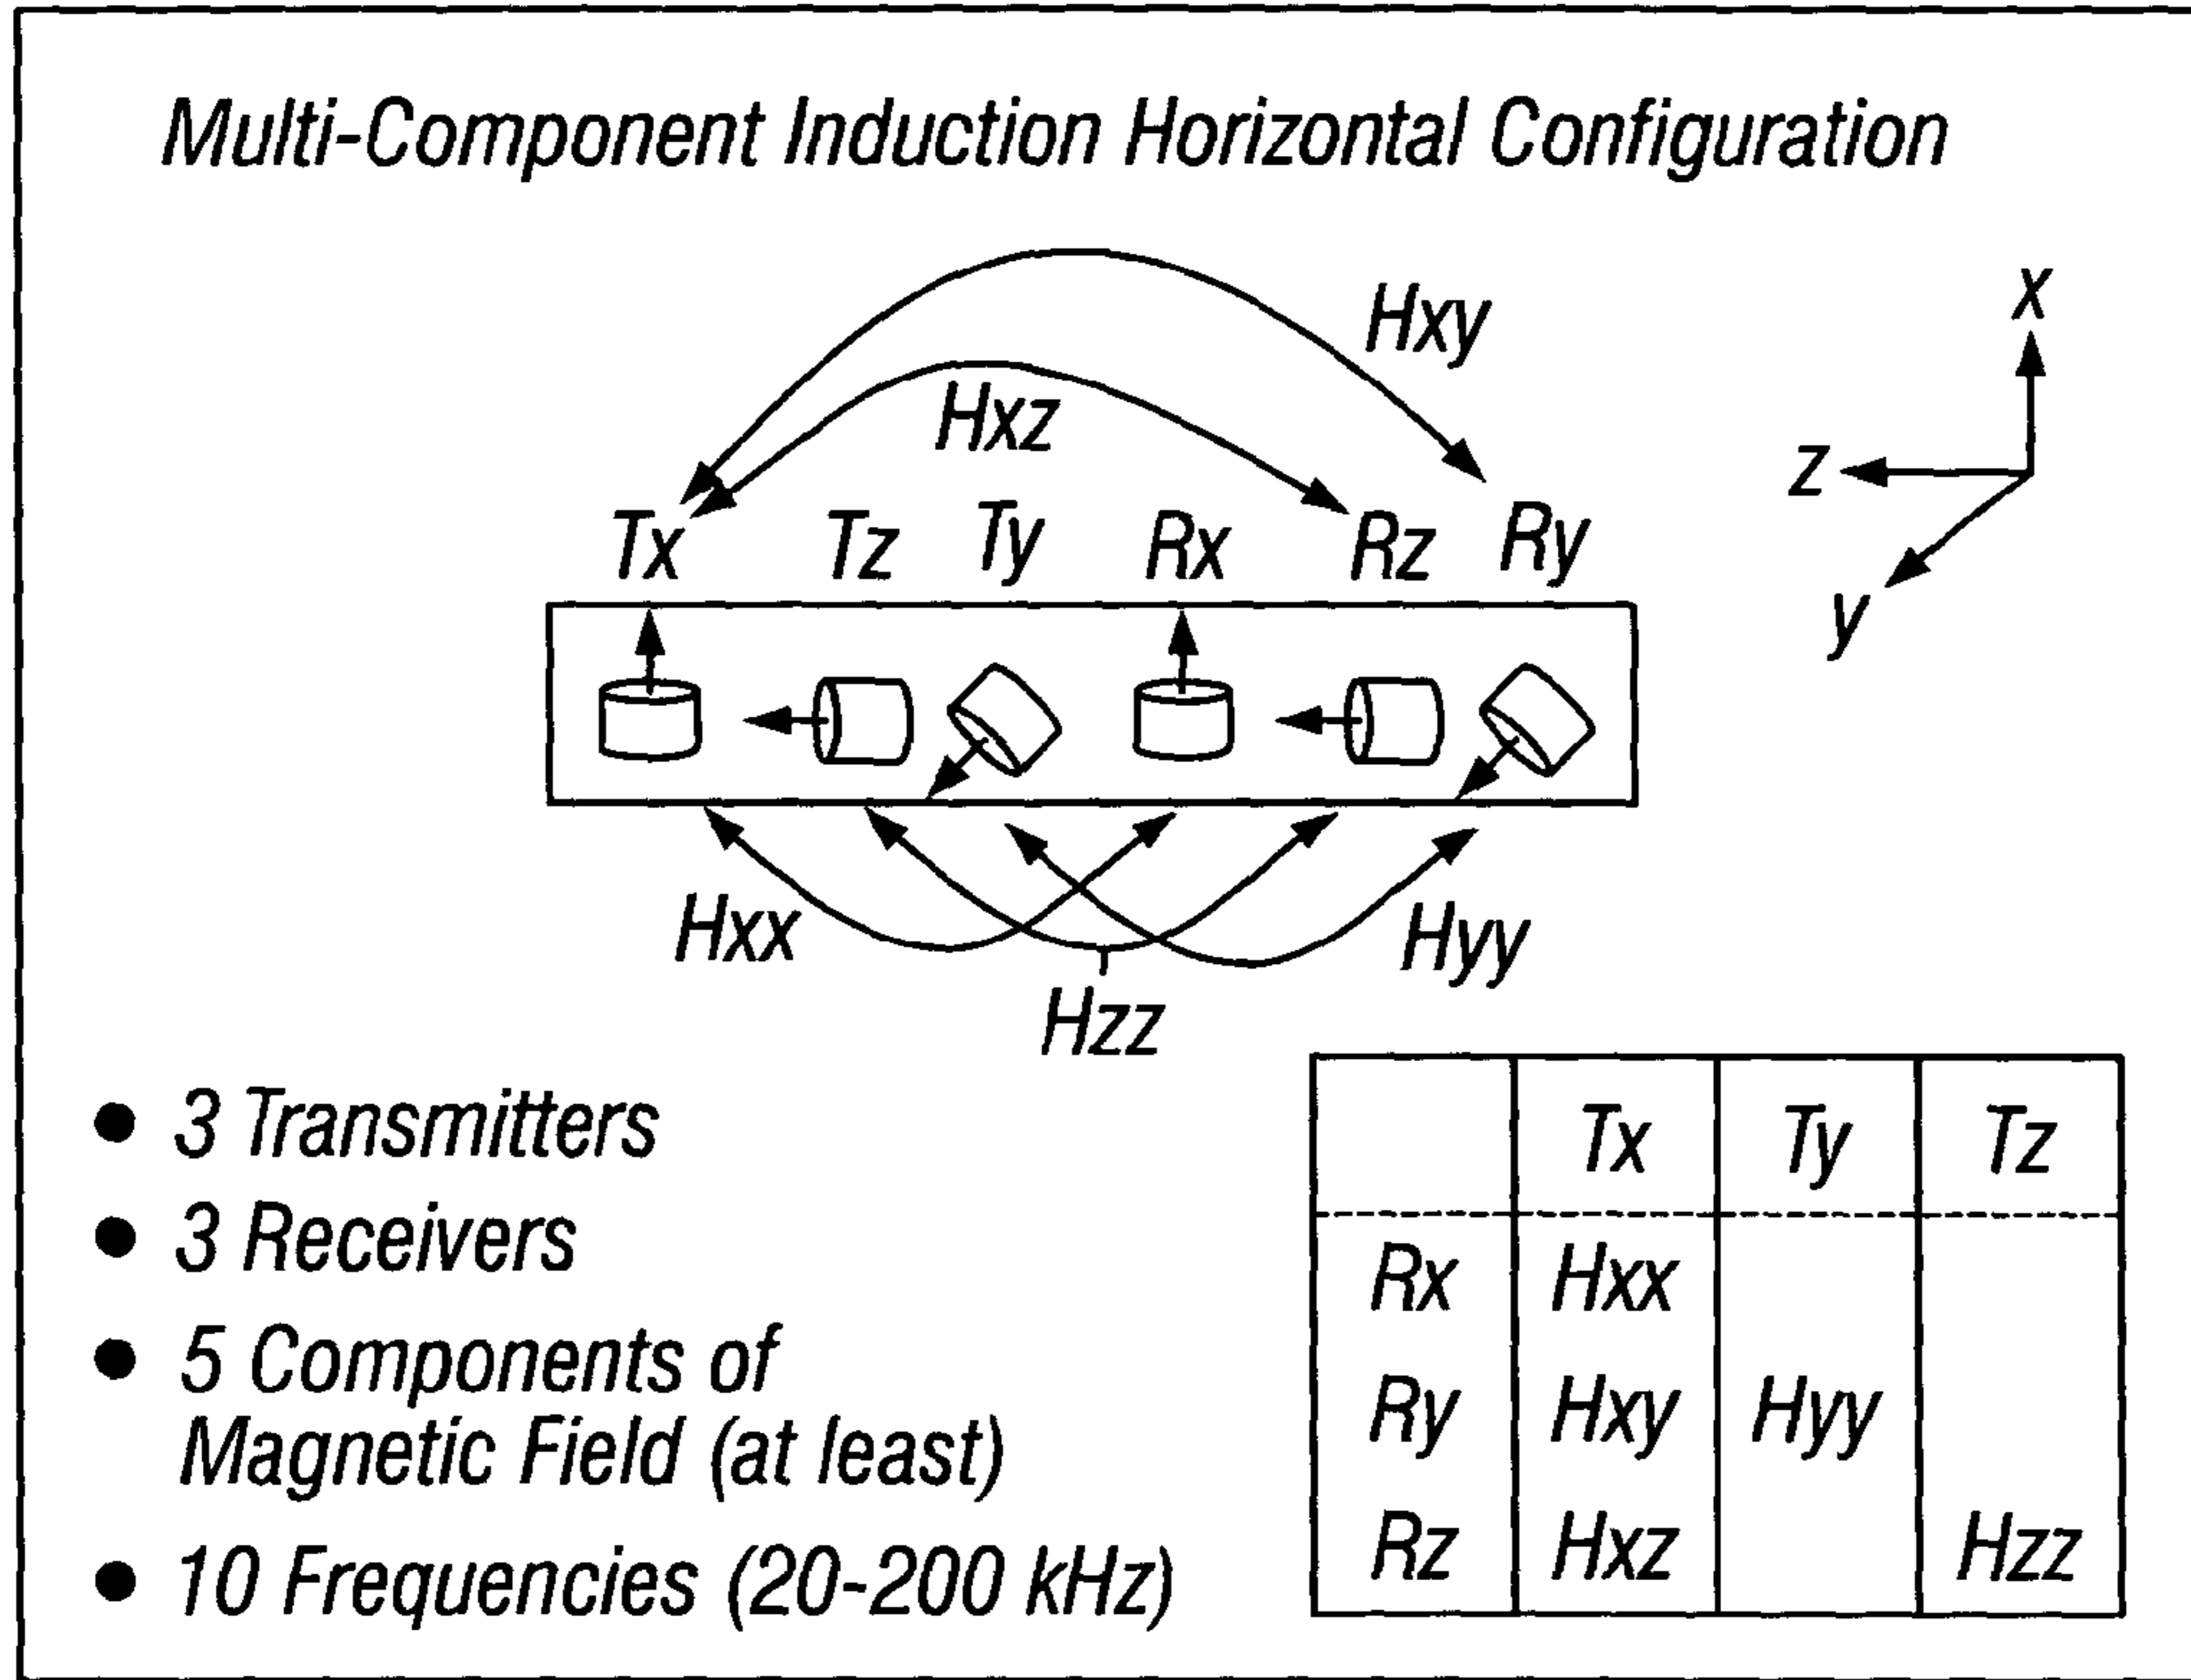 Multi-Component Induction Horizontal Configuration
Hxy
Hxz
x
z
y
Tx Tz Ty Rx Rz Ry
Hxx
Hyy
Hzz
● 3 Transmitters
● 3 Receivers
● 5 Components of
Magnetic Field (at least)
● 10 Frequencies (20-200 kHz)
Tx Ty Tz
Rx Hxx
Ry Hxy Hyy
Rz Hxz Hzz